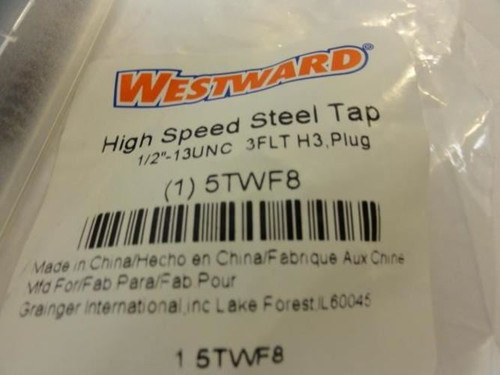 WESTWARD®
High Speed Steel Tap
1/2"-13UNC 3FLT H3,Plug
(1) 5TWF8
Made in China/Hecho en China/Fabrique Aux Chine
Mfd For/Fab Para/Fab Pour
Grainger International,inc Lake Forest,IL60045
1 5TWF8